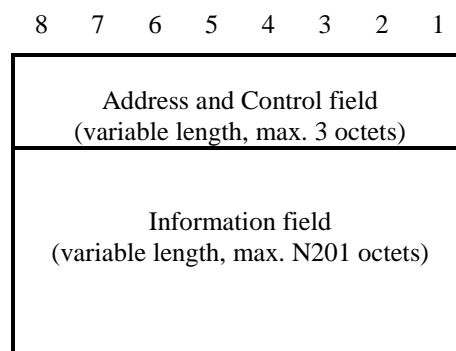 8 7 6 5 4 3 2 1
Address and Control field
(variable length, max. 3 octets)
Information field
(variable length, max. N201 octets)